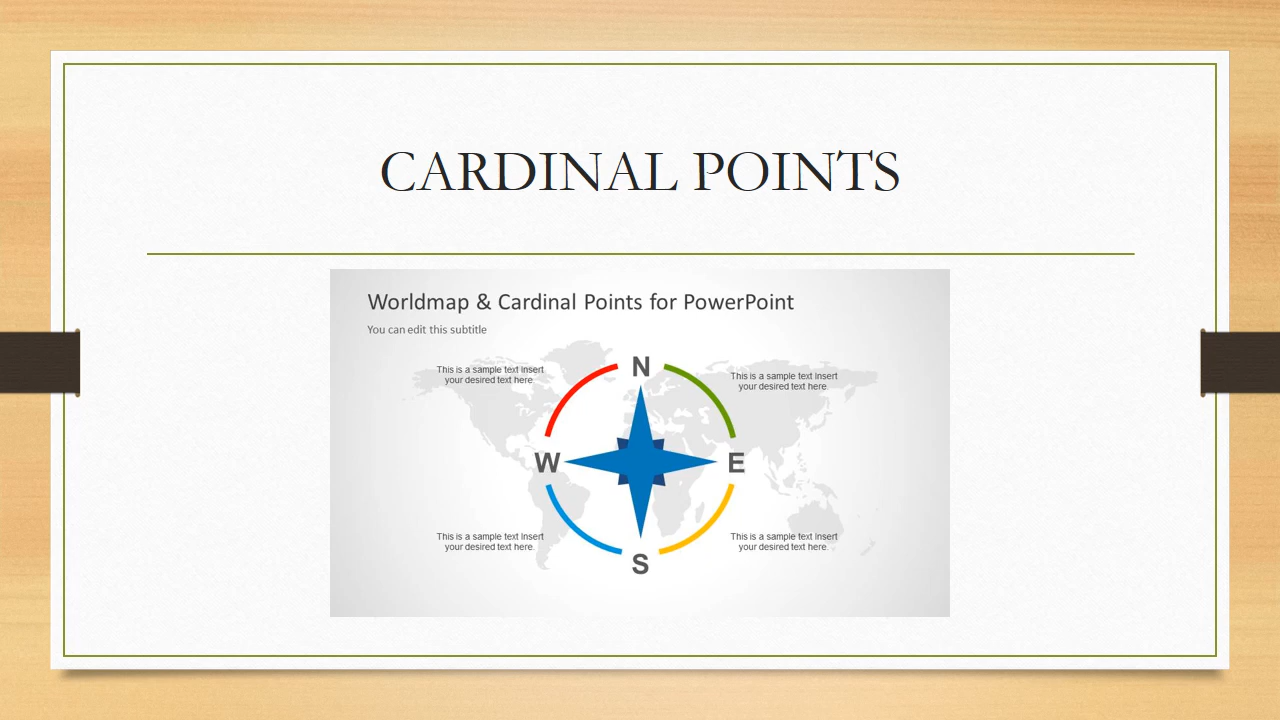 CARDINAL POINTS
Worldmap & Cardinal Points for PowerPoint
You can edit this subtitle
N
This is a sample text Insert
your desired text here.
This is a sample text Insert
your desired text here.
W
E
This is a sample text Insert
your desired text here.
This is a sample text Insert
your desired text here.
S